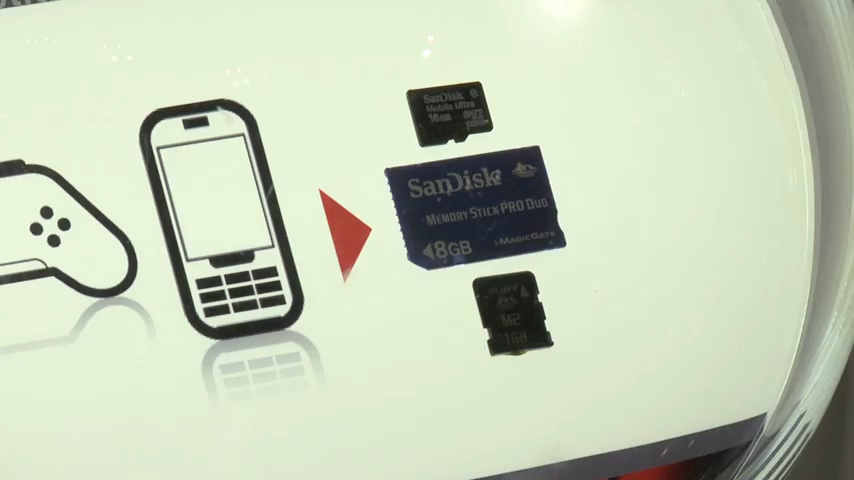 SanDisk
Mobile Ultra
16GB
SanDisk
MEMORY STICK PRO DUO
8GB
MAGICGATE
M2
1GB